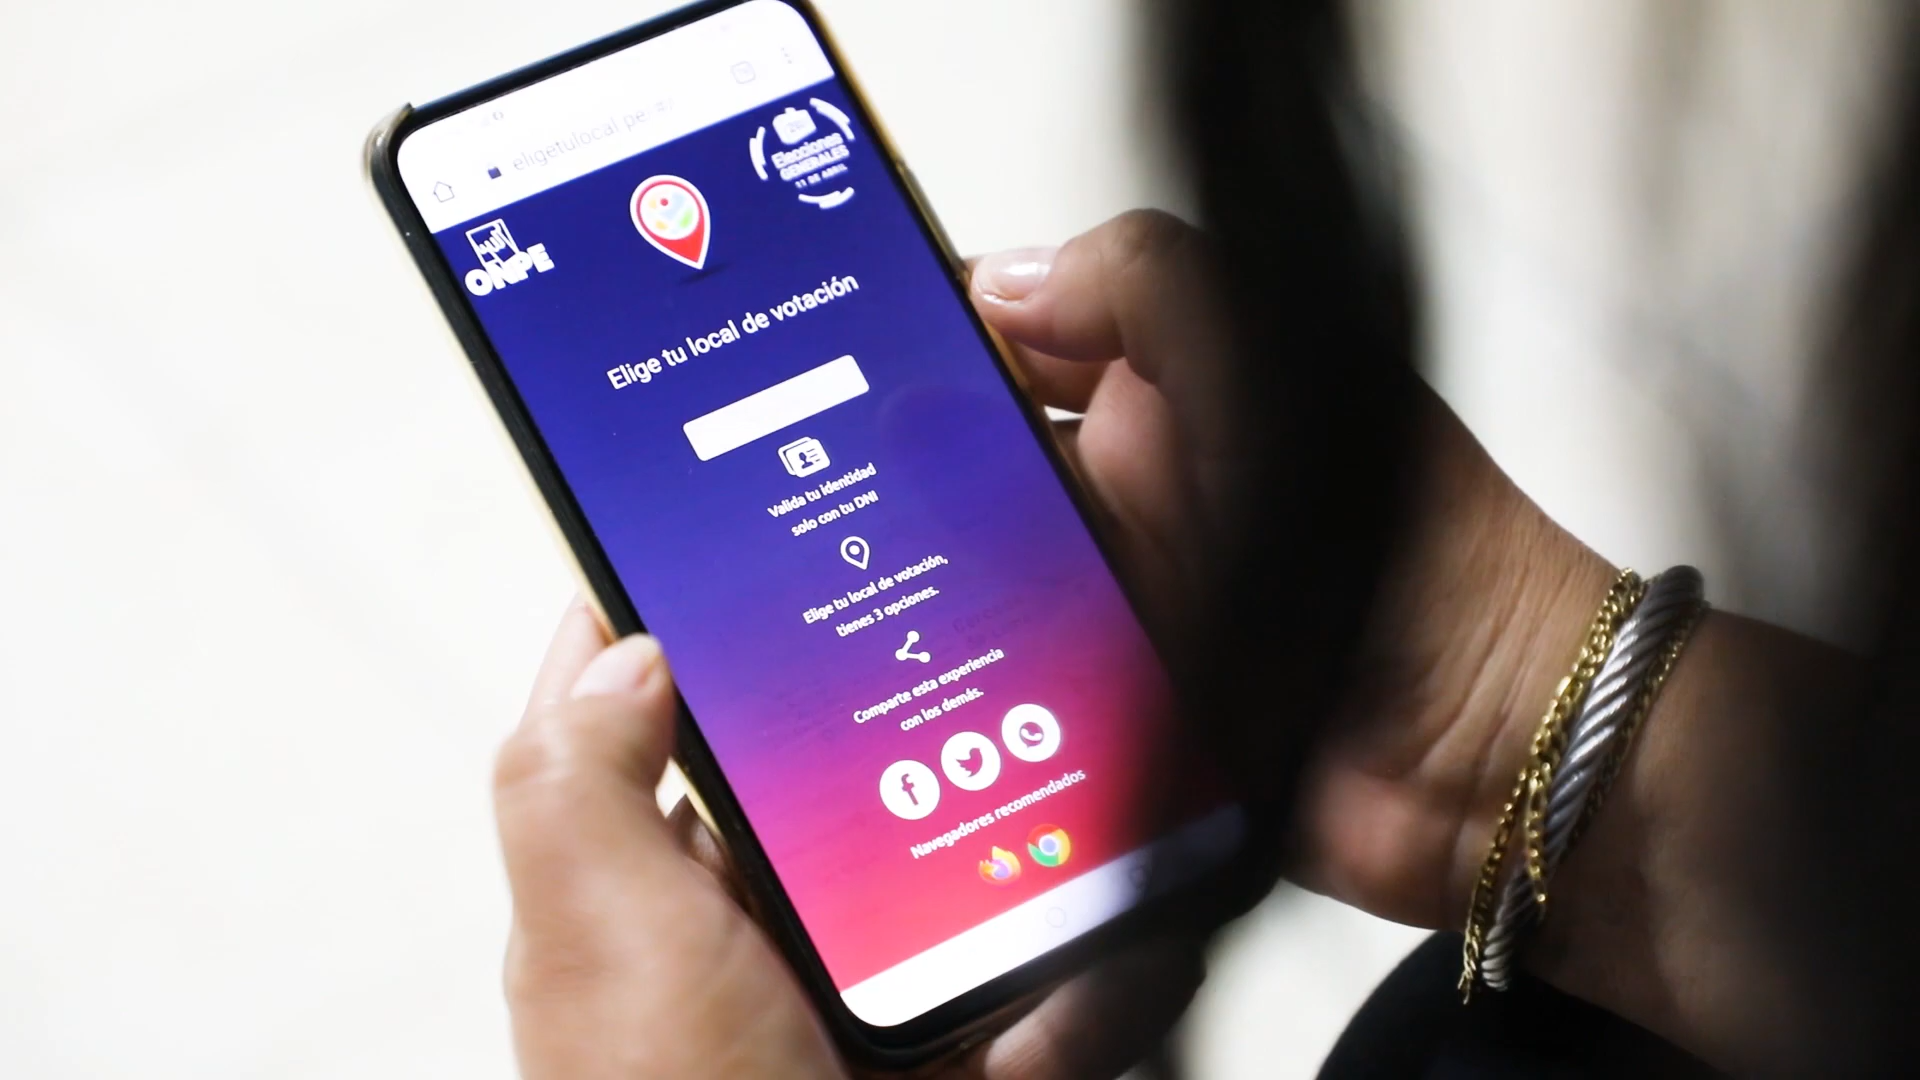 eligetulocal.pe/#/
Elecciones
GENERALES
11 DE ABRIL
ONPE
Elige tu local de votación
Valida tu identidad
solo con tu DNI
Elige tu local de votación,
tienes 3 opciones.
Comparte esta experiencia
con los demás.
Navegadores recomendados